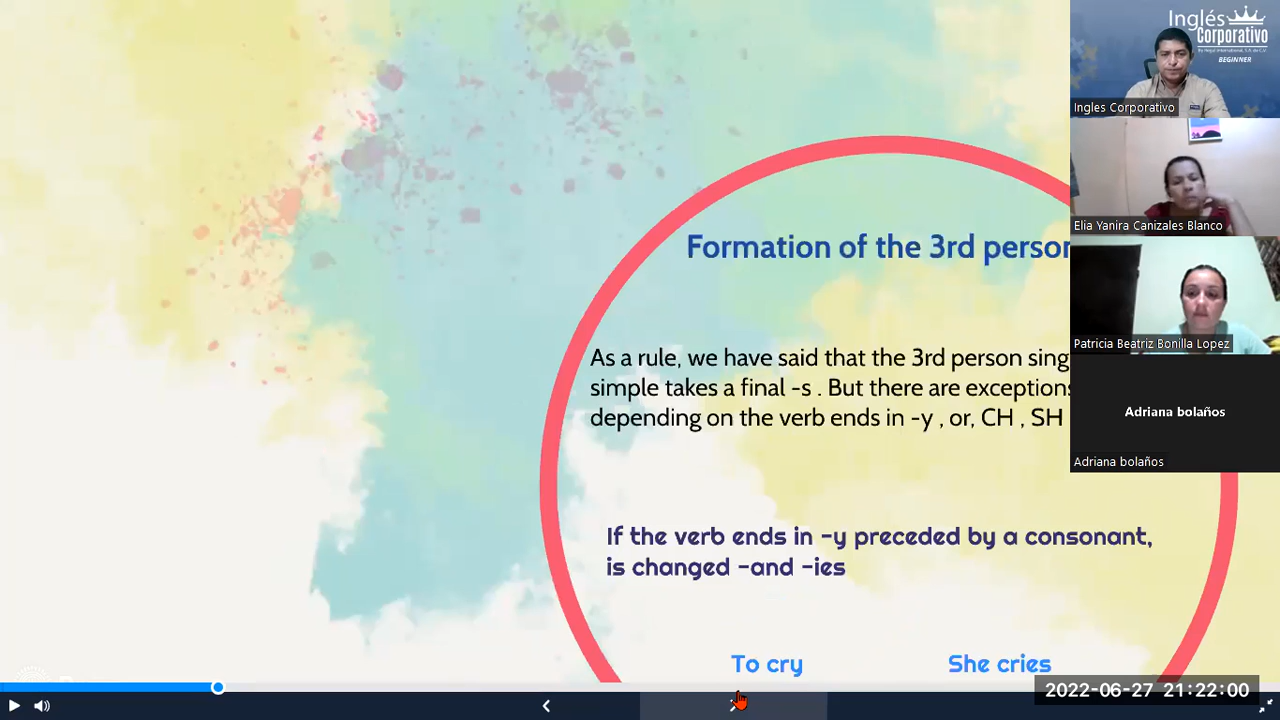 Inglés
Corporativo
BEGINNER
Ingles Corporativo
Elia Yanira Canizales Blanco
Patricia Beatriz Bonilla Lopez
Adriana bolaños
Adriana bolaños
Formation of the 3rd person
As a rule, we have said that the 3rd person sing
simple takes a final -s . But there are exceptions
depending on the verb ends in -y , or, CH , SH
If the verb ends in -y preceded by a consonant,
is changed -and -ies
To cry
She cries
2022-06-27 21:22:00